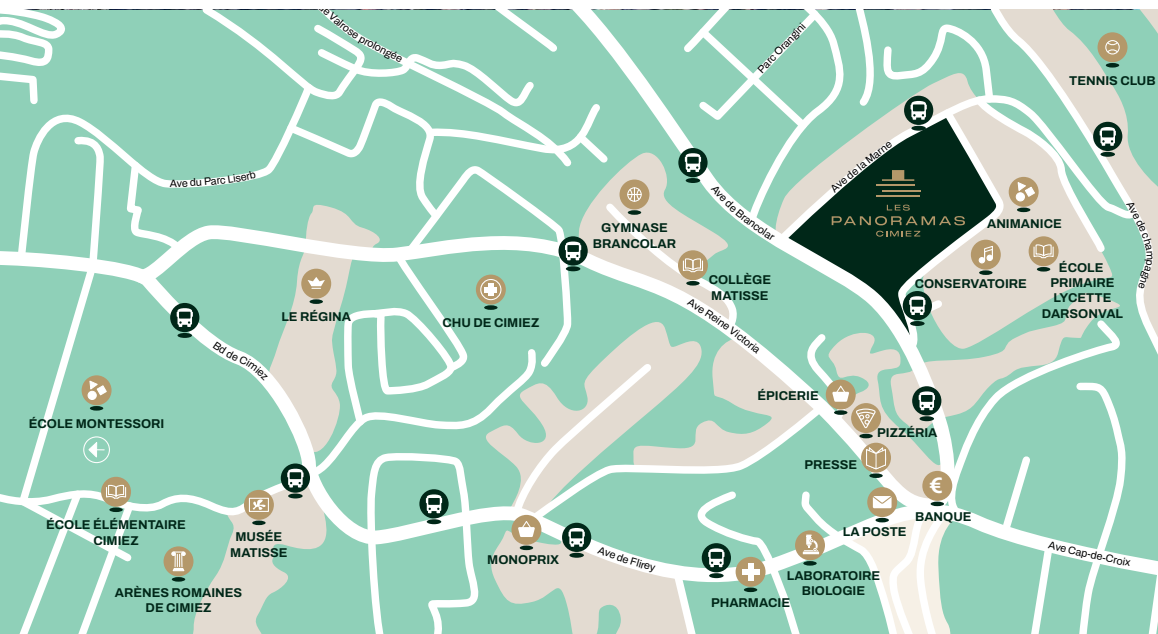 e Valrose prolongée
Parc Orangini
TENNIS CLUB
Ave du Parc Liserb
Ave de la Marne
LES
PANORAMAS
CIMIEZ
Ave de Brancolar
GYMNASE
BRANCOLAR
ANIMANICE
Ave de champagne
COLLÈGE
MATISSE
CONSERVATOIRE
ÉCOLE
PRIMAIRE
LYCETTE
DARSONVAL
LE RÉGINA
CHU DE CIMIEZ
Ave Reine Victoria
Bd de Cimiez
ÉCOLE MONTESSORI
ÉPICERIE
PIZZÉRIA
PRESSE
€
BANQUE
LA POSTE
ÉCOLE ÉLÉMENTAIRE
CIMIEZ
MUSÉE
MATISSE
MONOPRIX
Ave de Flirey
Ave Cap-de-Croix
LABORATOIRE
BIOLOGIE
PHARMACIE
ARÈNES ROMAINES
DE CIMIEZ